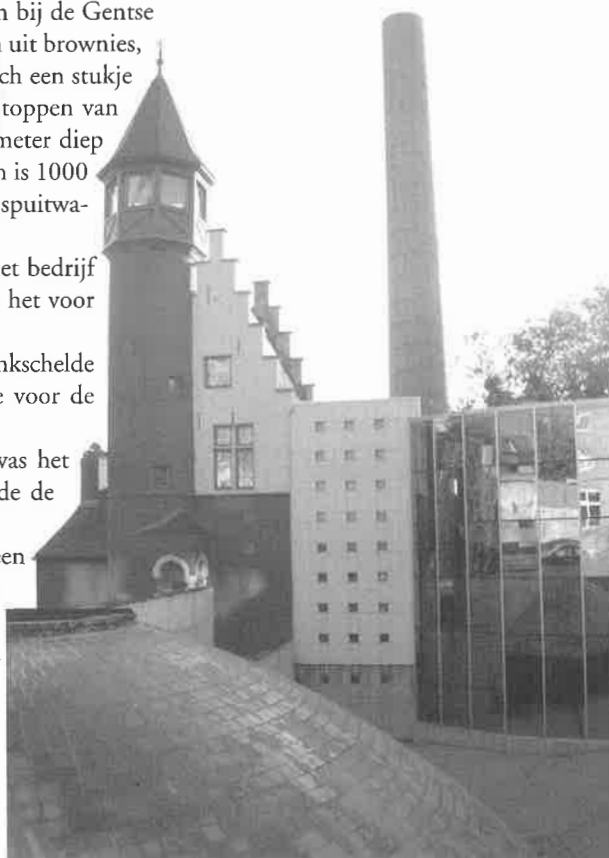 bij de Gentse
uit brownies,
ch een stukje
toppen van
meter diep
is 1000
spuitwa-
et bedrijf
het voor
nkschelde
voor de
was het
de de
een